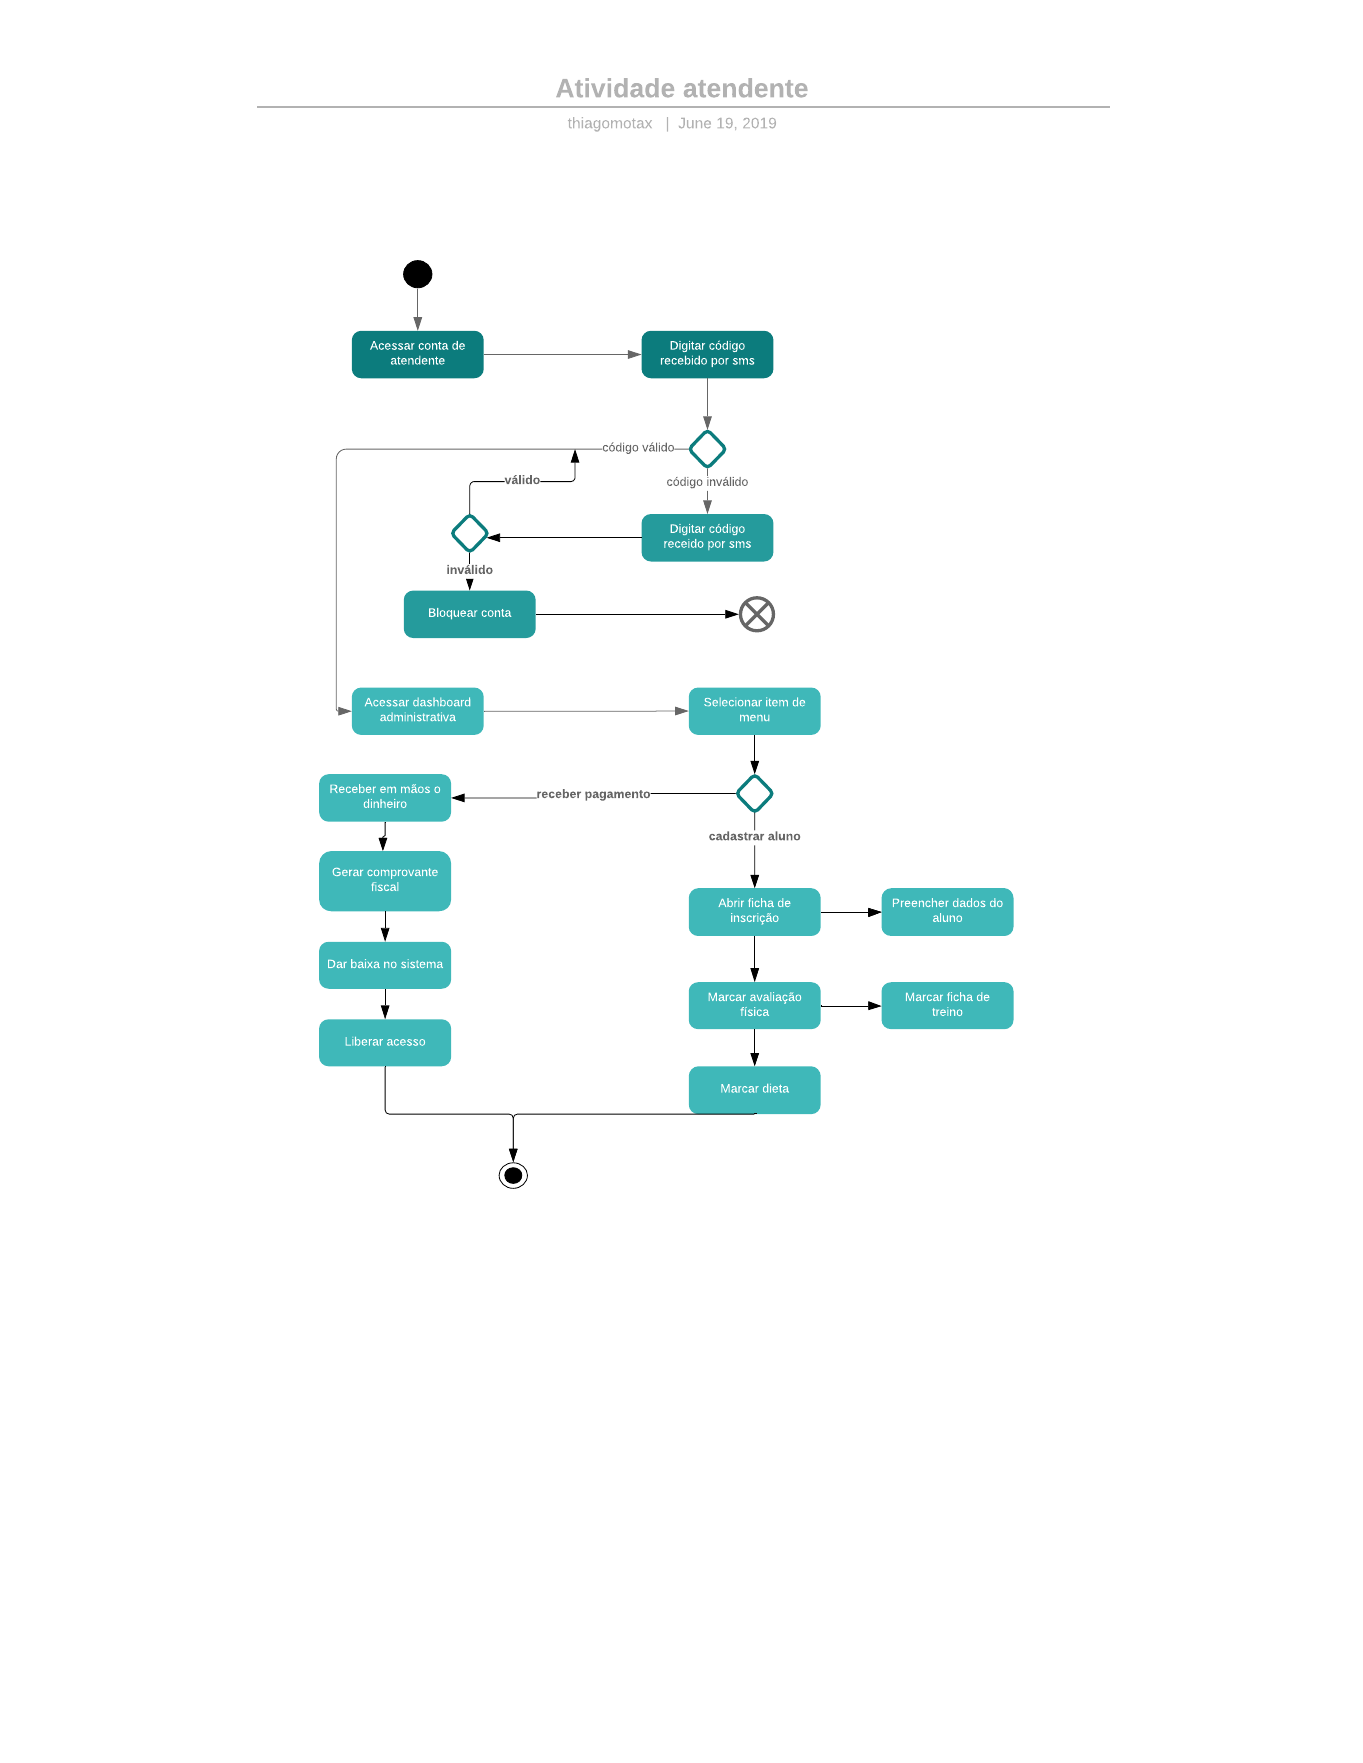 Atividade atendente
thiagomotax | June 19, 2019
Acessar conta de
atendente
Digitar código
recebido por sms
código válido
código inválido
válido
Digitar código
receido por sms
inválido
Bloquear conta
Acessar dashboard
administrativa
Selecionar item de
menu
Receber em mãos o
dinheiro
receber pagamento
cadastrar aluno
Gerar comprovante
fiscal
Abrir ficha de
inscrição
Preencher dados do
aluno
Dar baixa no sistema
Marcar avaliação
física
Marcar ficha de
treino
Liberar acesso
Marcar dieta